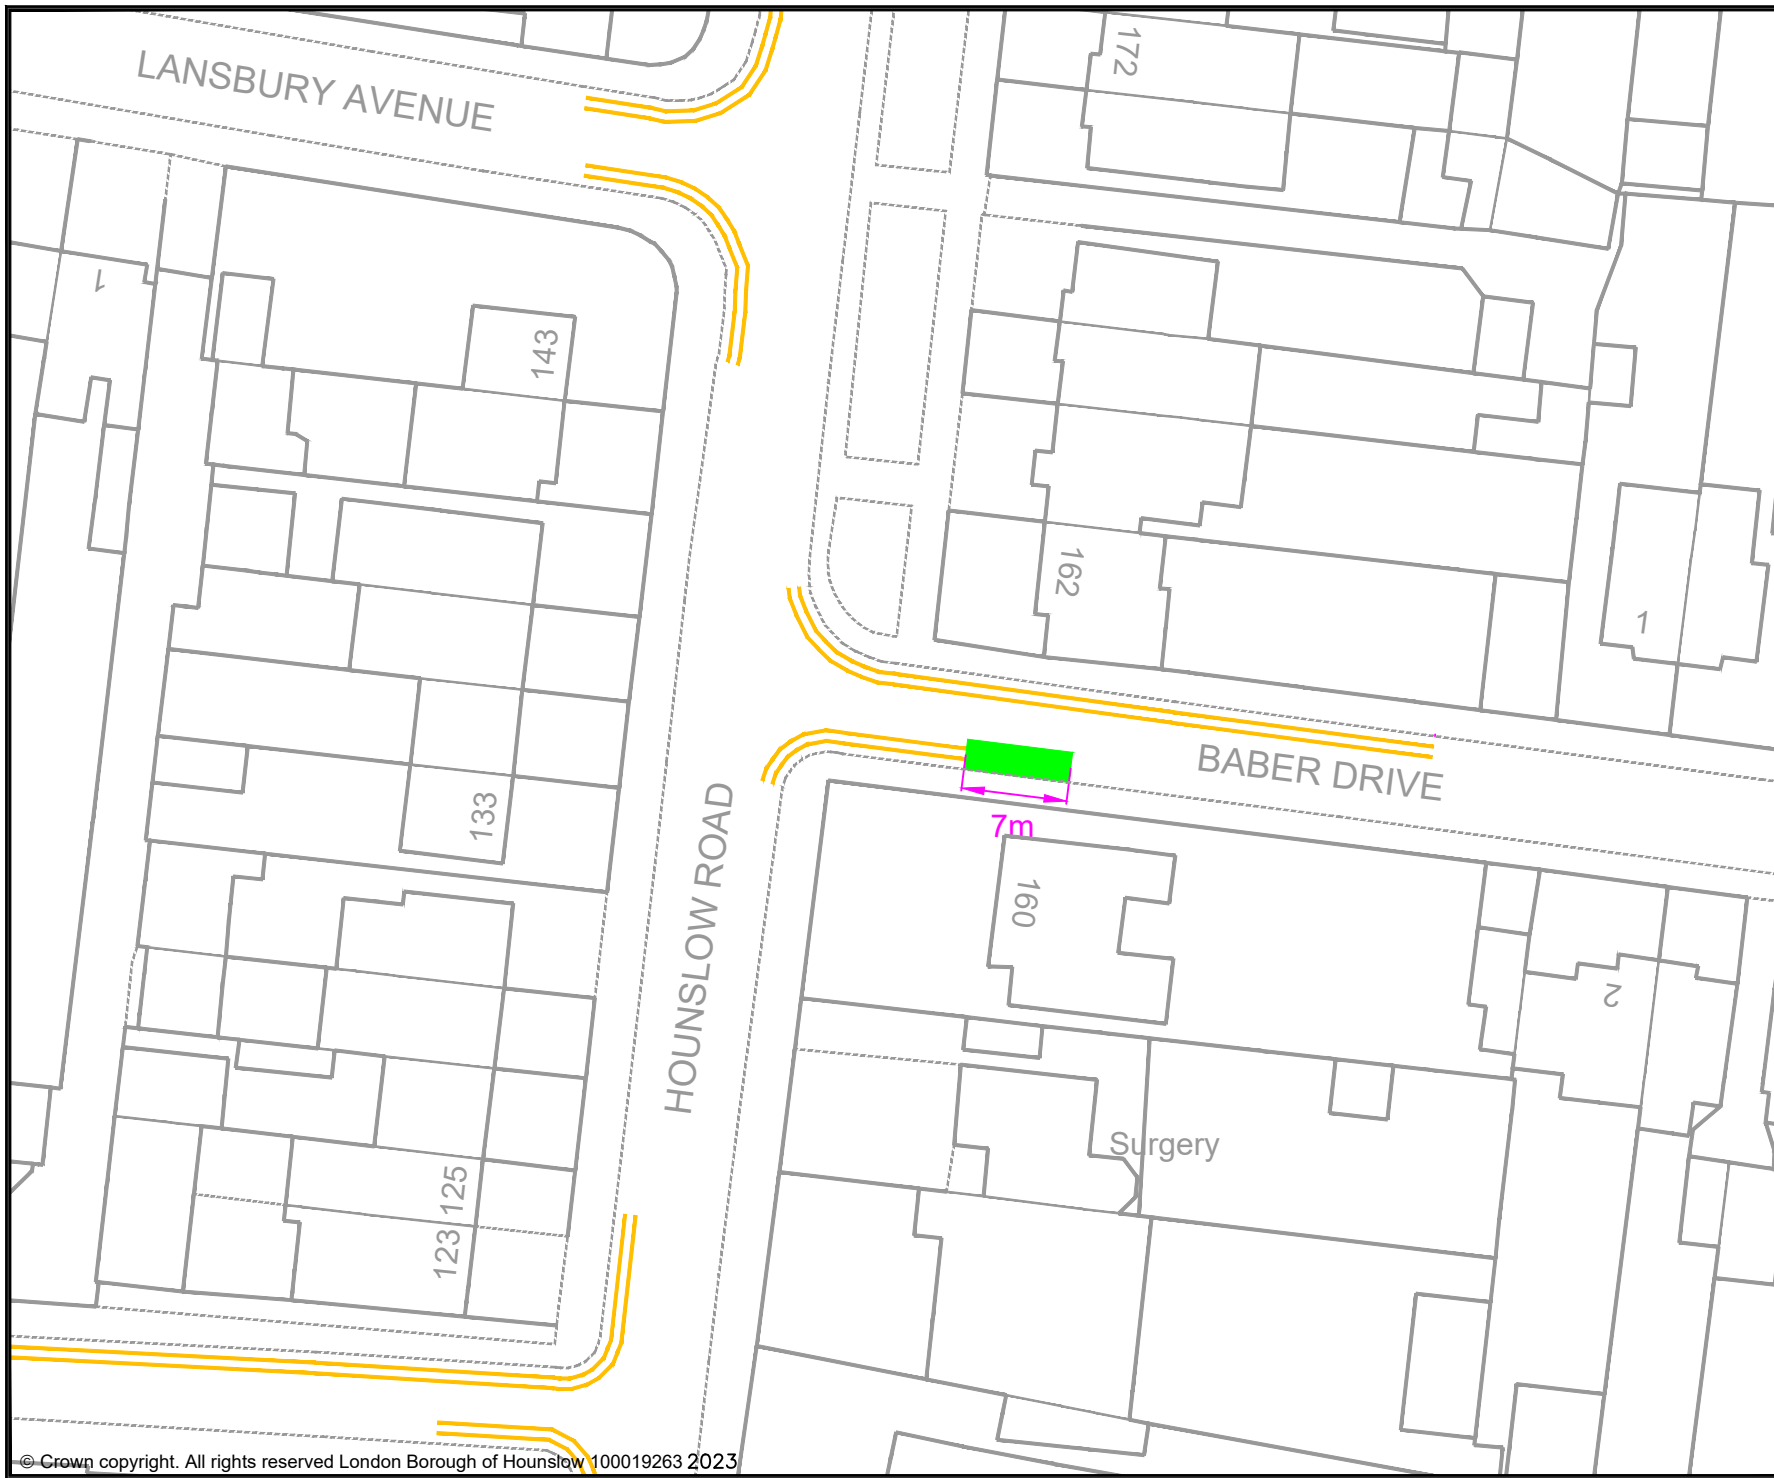 LANSBURY AVENUE
172
1
143
162
1
BABER DRIVE
133
7m
HOUNSLOW ROAD
160
2
Surgery
125
123
© Crown copyright. All rights reserved London Borough of Hounslow 100019263 2023